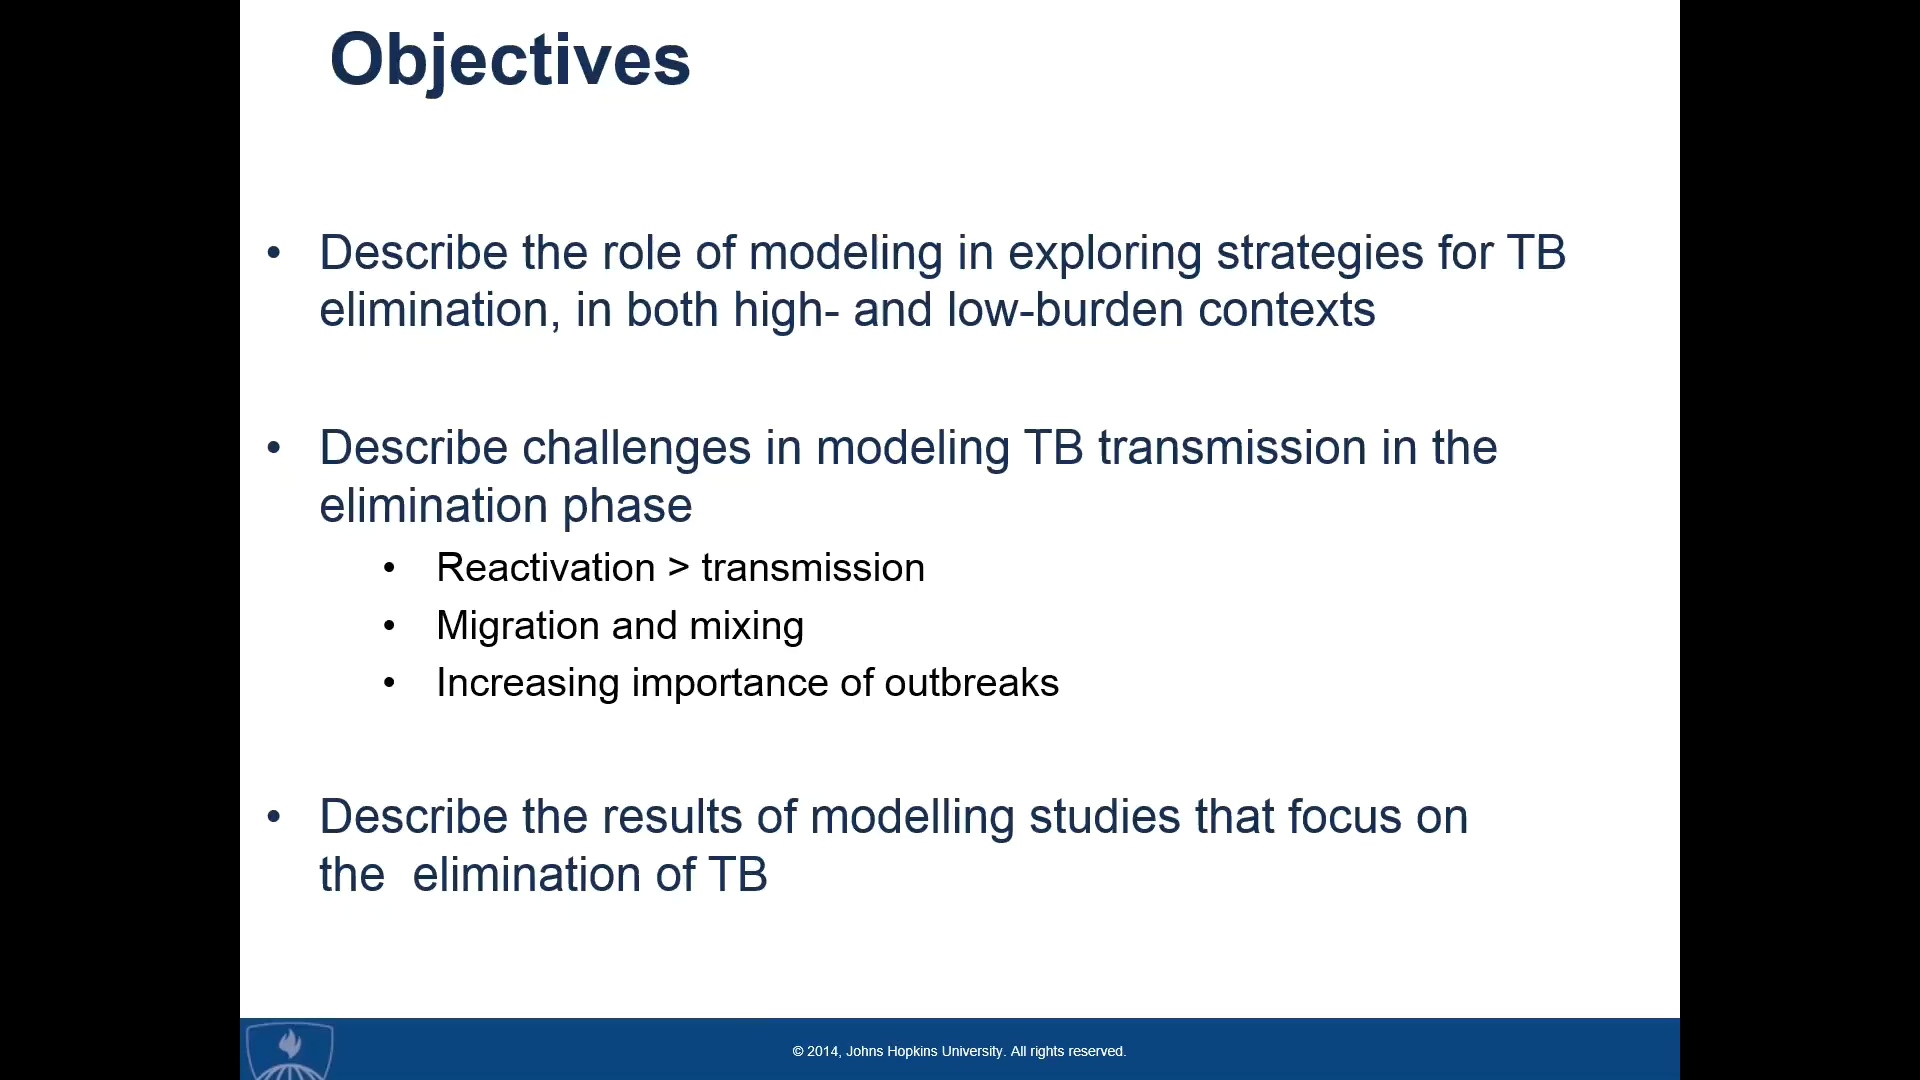 Objectives
• Describe the role of modeling in exploring strategies for TB
elimination, in both high- and low-burden contexts
• Describe challenges in modeling TB transmission in the
elimination phase
• Reactivation > transmission
• Migration and mixing
• Increasing importance of outbreaks
• Describe the results of modelling studies that focus on
the  elimination of TB
© 2014, Johns Hopkins University. All rights reserved.